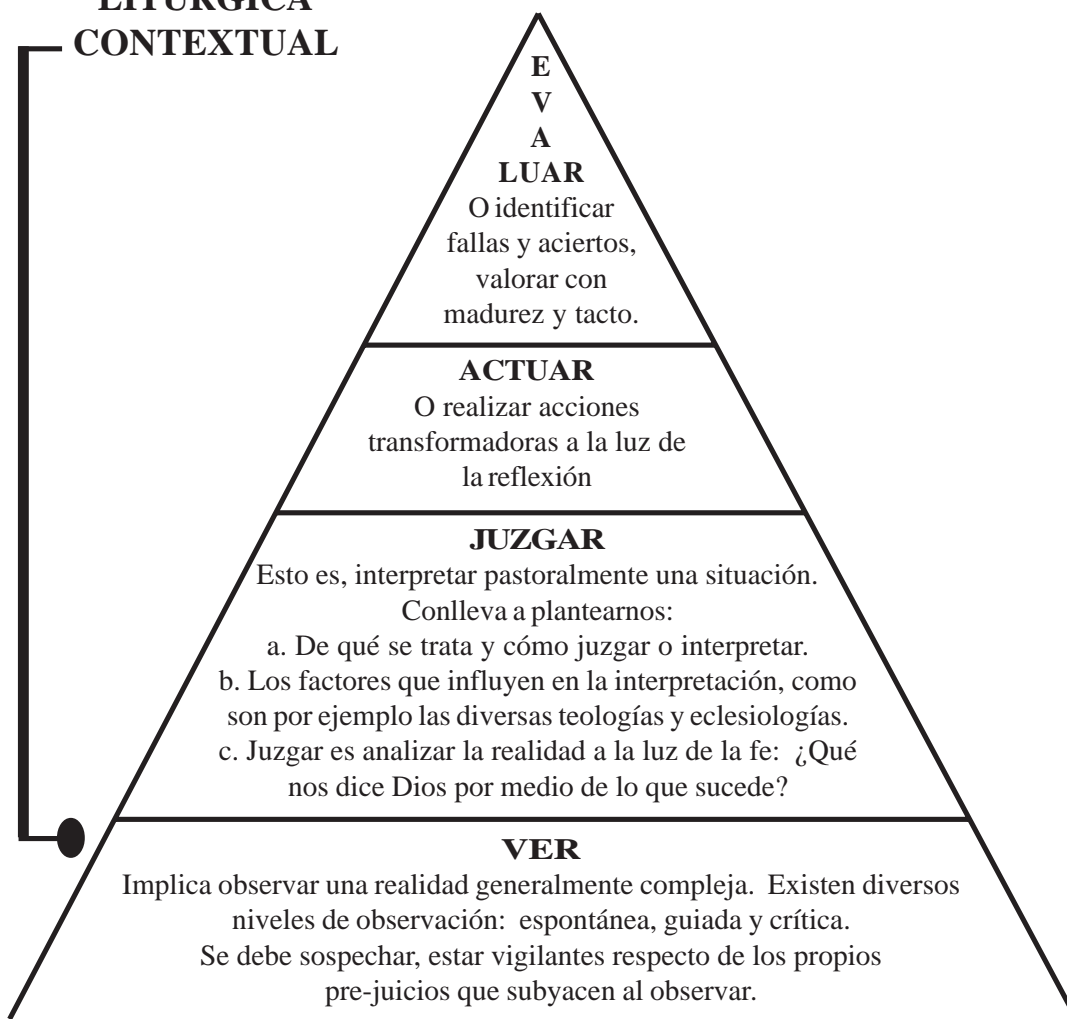 LITÚRGICA
CONTEXTUAL
E
V
A
LUAR
O identificar
fallas y aciertos,
valorar con
madurez y tacto.
ACTUAR
O realizar acciones
transformadoras a la luz de
la reflexión
JUZGAR
Esto es, interpretar pastoralmente una situación.
Conlleva a plantearnos:
a. De qué se trata y cómo juzgar o interpretar.
b. Los factores que influyen en la interpretación, como
son por ejemplo las diversas teologías y eclesiologías.
c. Juzgar es analizar la realidad a la luz de la fe: ¿Qué
nos dice Dios por medio de lo que sucede?
VER
Implica observar una realidad generalmente compleja. Existen diversos
niveles de observación: espontánea, guiada y crítica.
Se debe sospechar, estar vigilantes respecto de los propios
pre-juicios que subyacen al observar.